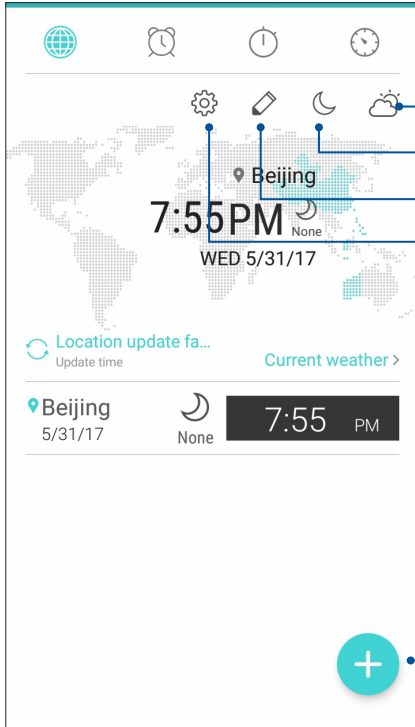 Beijing
7:55PM
None
WED 5/31/17
Location update fa...
Update time
Current weather >
Beijing
5/31/17
None
7:55 PM